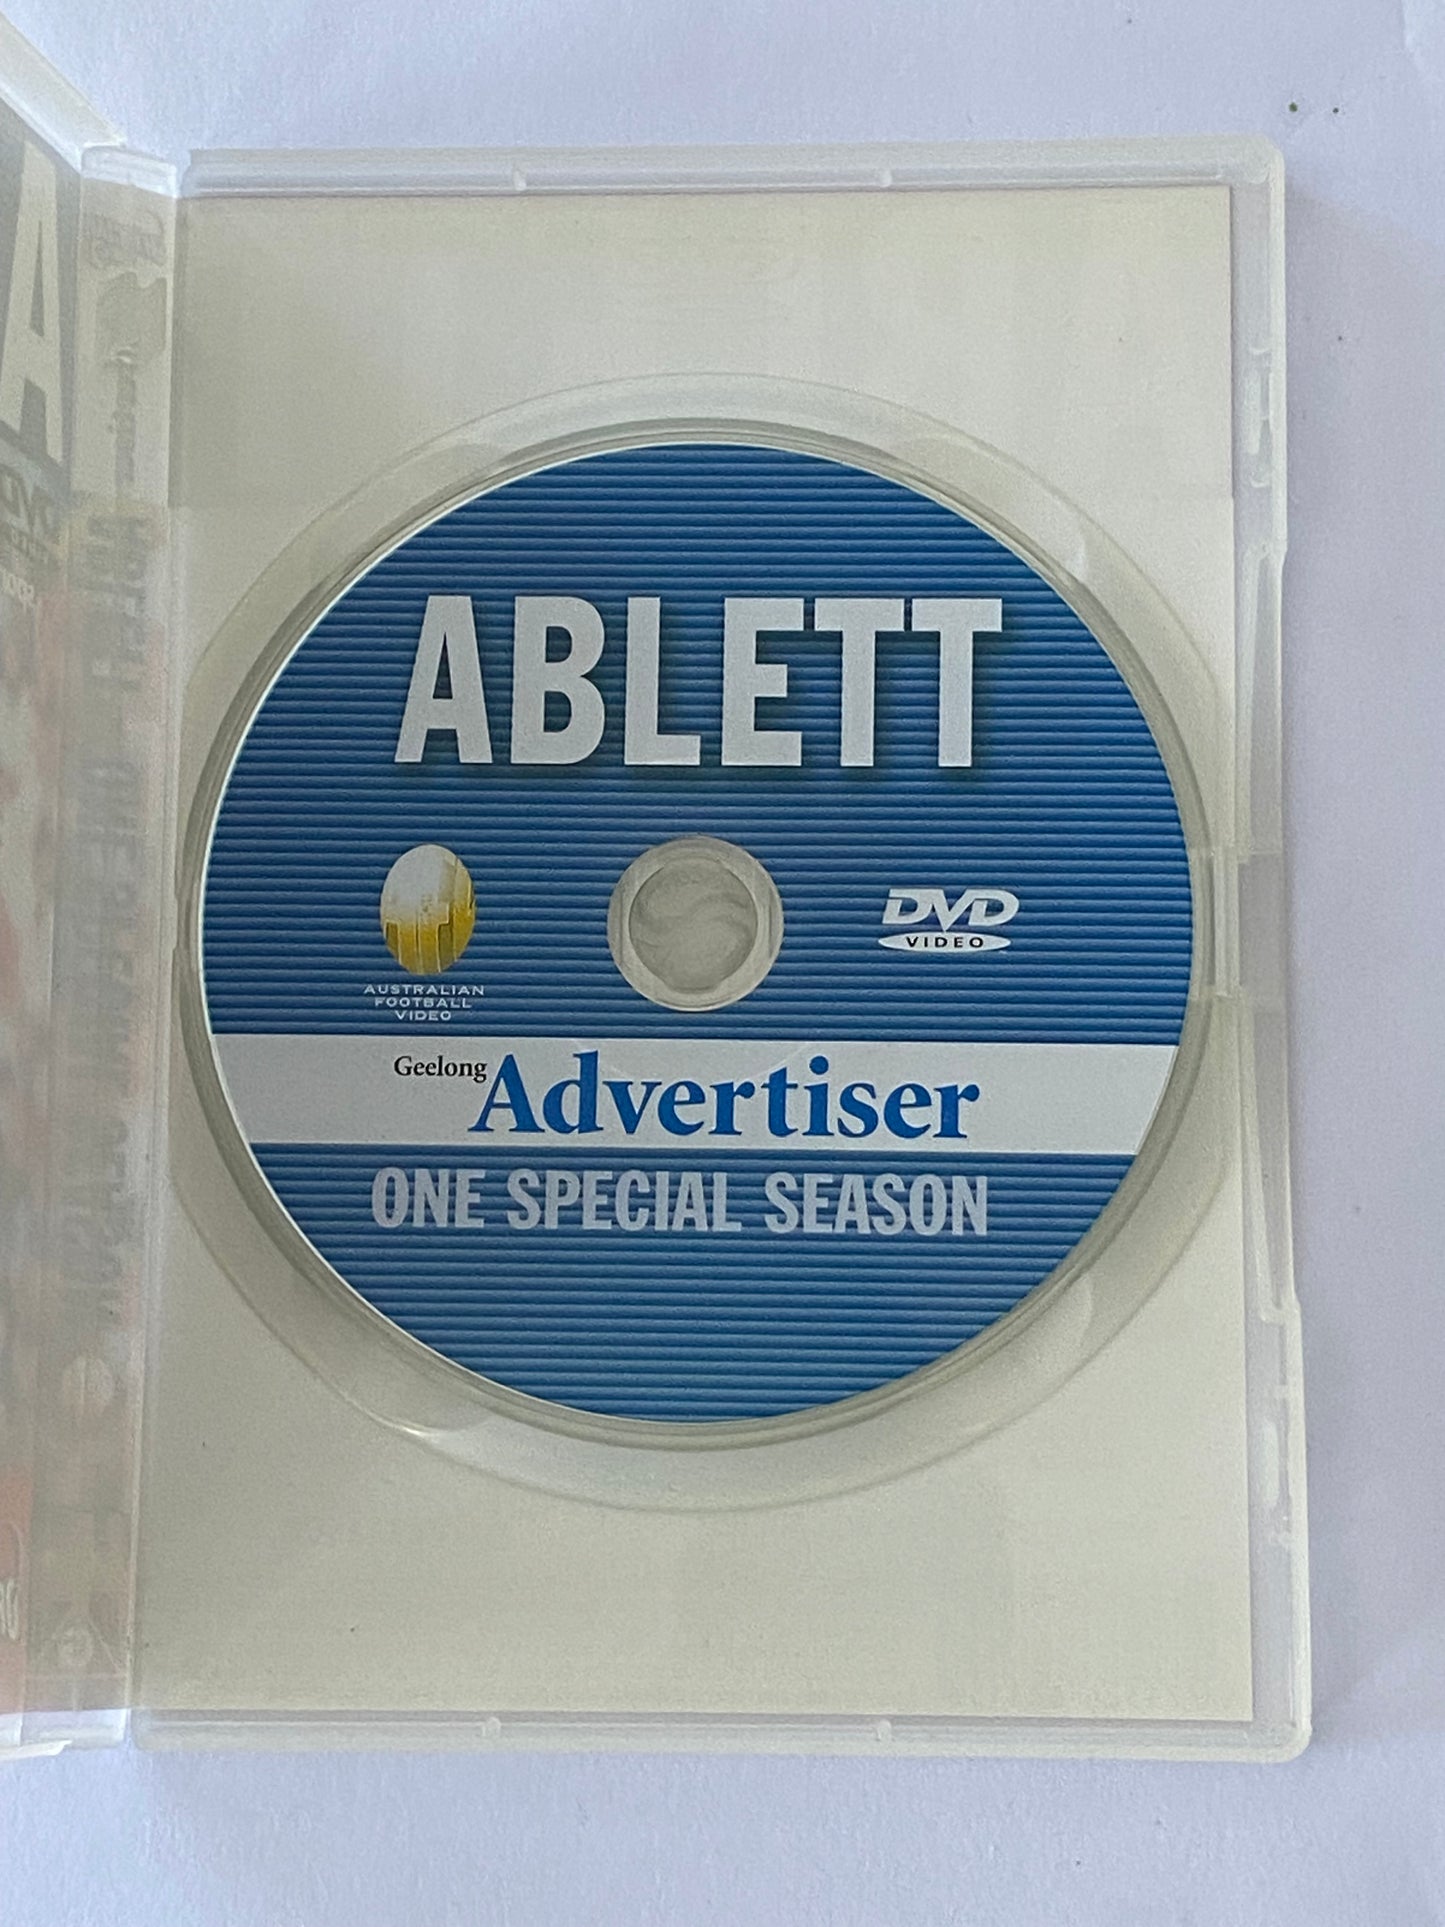 ABLETT
AUSTRALIAN
FOOTBALL
VIDEO
DVD
VIDEO
Geelong Advertiser
ONE SPECIAL SEASON